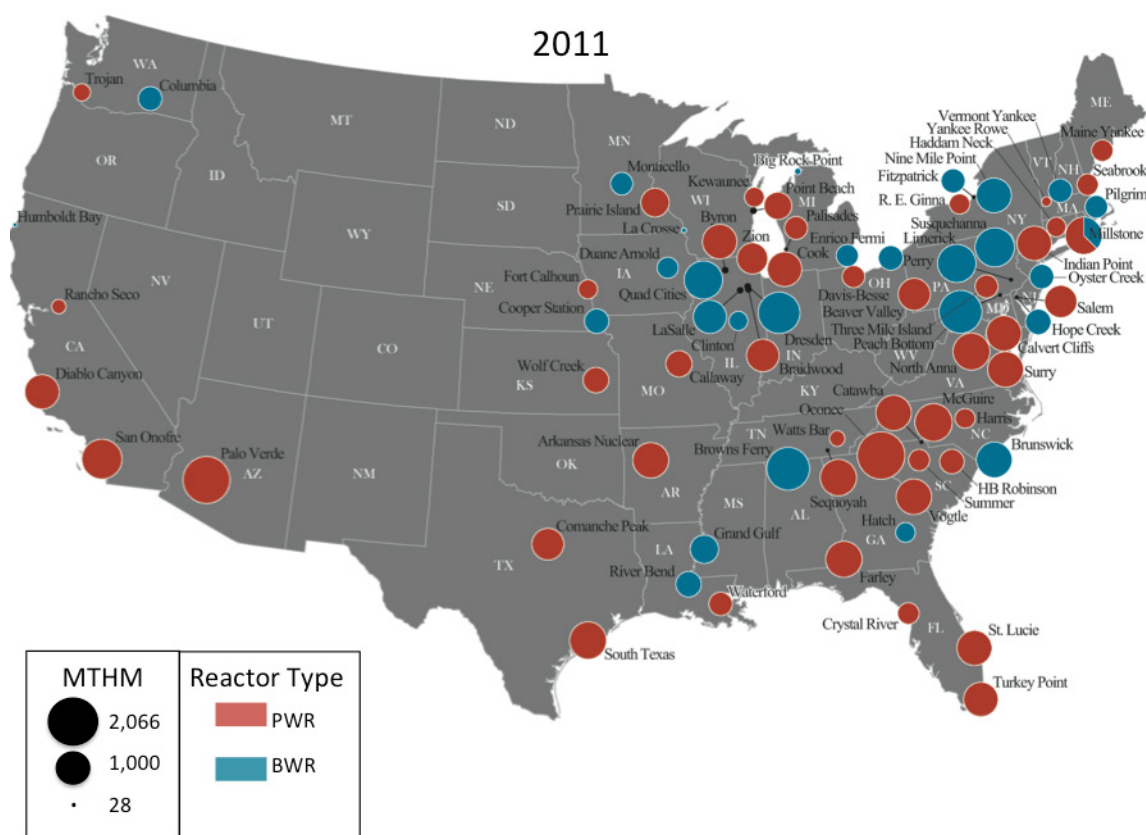 2011
WA
Trojan
Columbia
MT
ND
MN
OR
ID
SD
WY
Monticello
Prairie Island
WI
Big Rock Point
Kewaunee
Point Beach
MI
Byron
Palisades
Zion
La Crosse
Cook
Enrico Fermi
Vermont Yankee
Yankee Rowe
Haddam Neck
Nine Mile Point
Fitzpatrick
R. E. Ginna
Susquehanna
Limerick
Perry
ME
Maine Yankee
VT
NH
Seabrook
MA
Pilgrim
NY
Millstone
Indian Point
Oyster Creek
Humboldt Bay
NV
UT
CO
NE
IA
Duane Arnold
Fort Calhoun
Quad Cities
Cooper Station
LaSalle
Clinton
IL
Dresden
IN
Braidwood
OH
Davis-Besse
Beaver Valley
PA
Three Mile Island
Peach Bottom
MD
NJ
Salem
Hope Creek
Calvert Cliffs
WV
North Anna
VA
Surry
Rancho Seco
CA
Diablo Canyon
San Onofre
Palo Verde
AZ
NM
KS
Wolf Creek
MO
Callaway
KY
Catawba
McGuire
Oconee
Harris
NC
TN
Watts Bar
Browns Ferry
Brunswick
HB Robinson
SC
Summer
Sequoyah
Vogtle
OK
Arkansas Nuclear
AR
MS
AL
Hatch
GA
Comanche Peak
TX
LA
Grand Gulf
River Bend
Waterford
Farley
Crystal River
FL
St. Lucie
Turkey Point
South Texas
MTHM
2,066
1,000
28
Reactor Type
PWR
BWR